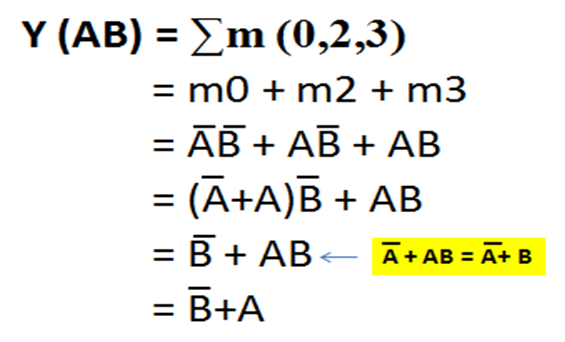 Y (AB) = ∑m (0,2,3)
= m0 + m2 + m3
= A̅B̅ + AB̅ + AB
= (A̅+A)B̅ + AB
= B̅ + AB ← A̅ + AB = A̅+ B
= B̅+A